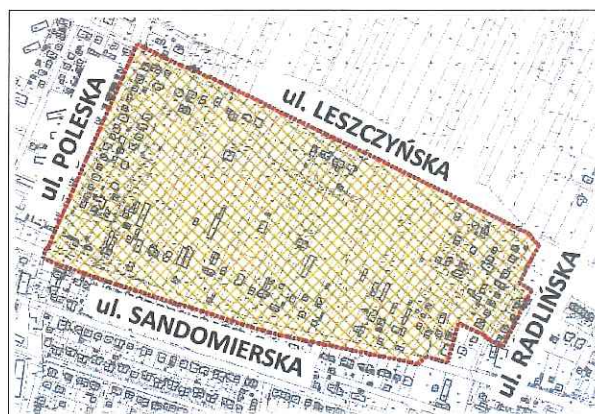 ul. POLESKA
ul. LESZCZYŃSKA
ul. SANDOMIERSKA
ul. RADLIŃSKA